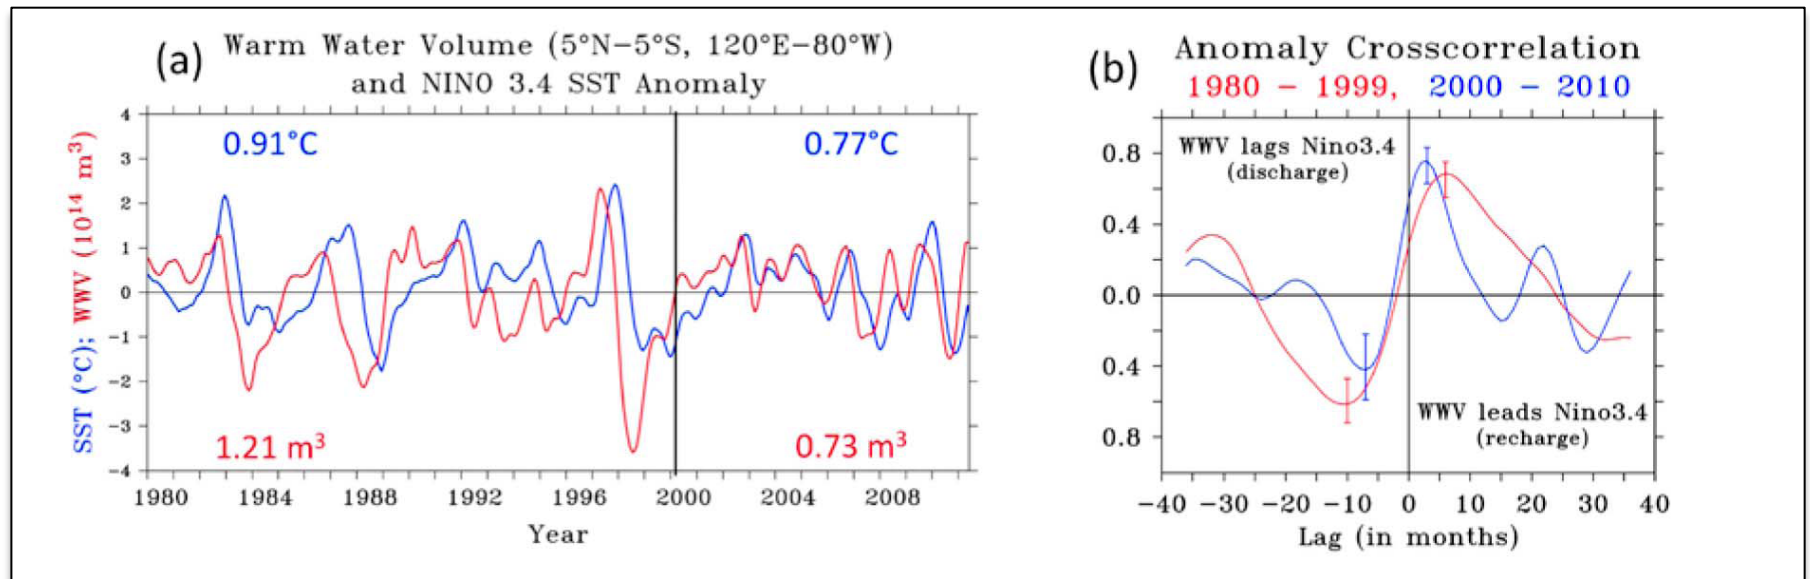 (a) Warm Water Volume (5°N−5°S, 120°E−80°W)
and NINO 3.4 SST Anomaly
SST (°C); WWV (10¹⁴ m³)
4
3
2
1
0
−1
−2
−3
−4
0.91°C
0.77°C
1.21 m³
0.73 m³
1980 1984 1988 1992 1996 2000 2004 2008
Year
(b) Anomaly Crosscorrelation
1980 − 1999, 2000 − 2010
WWV lags Nino3.4
(discharge)
0.8
0.4
0.0
0.4
0.8
WWV leads Nino3.4
(recharge)
−40 −30 −20 −10 0 10 20 30 40
Lag (in months)